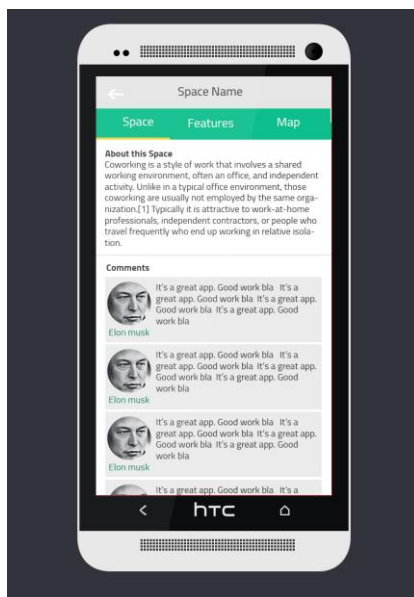 Space Name
Space Features Map
About this Space
Coworking is a style of work that involves a shared
working environment, often an office, and independent
activity. Unlike in a typical office environment, those
coworking are usually not employed by the same orga-
nization.[1] Typically it is attractive to work-at-home
professionals, independent contractors, or people who
travel frequently who end up working in relative isola-
tion.
Comments
It's a great app. Good work bla It's a
great app. Good work bla It's a great app.
Good work bla It's a great app. Good
work bla
Elon musk
It's a great app. Good work bla It's a
great app. Good work bla It's a great app.
Good work bla It's a great app. Good
work bla
Elon musk
It's a great app. Good work bla It's a
great app. Good work bla It's a great app.
Good work bla It's a great app. Good
work bla
Elon musk
It's a great app. Good work bla It's a
hTC